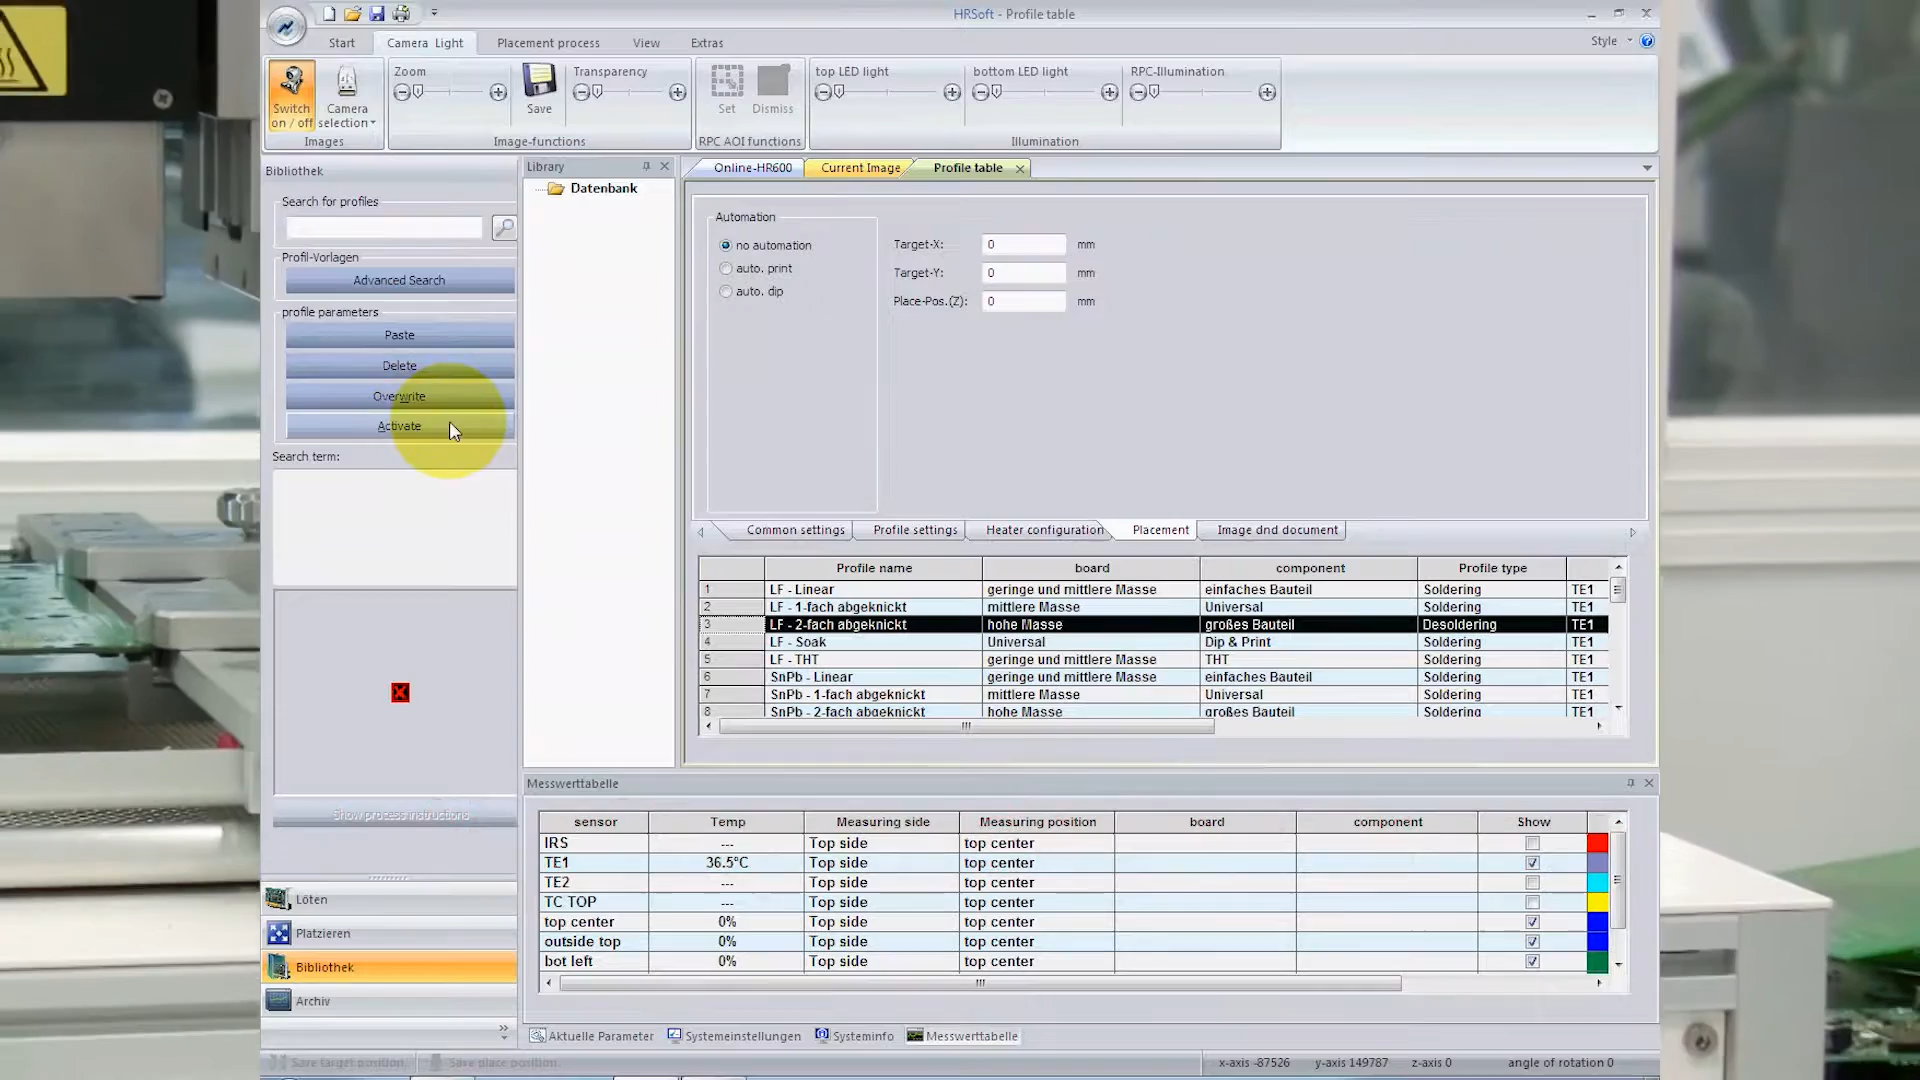 HRSoft - Profile table
Start
Camera Light
Placement process
View
Extras
Style
Switch on / off
Camera selection
Images
Zoom
Save
Transparency
Image-functions
Set
Dismiss
RPC AOI functions
top LED light
bottom LED light
RPC-Illumination
Illumination
Bibliothek
Search for profiles
Profil-Vorlagen
Advanced Search
profile parameters
Paste
Delete
Overwrite
Activate
Search term:
Show process instructions
Löten
Platzieren
Bibliothek
Archiv
Library
Datenbank
Online-HR600
Current Image
Profile table
Automation
no automation
auto. print
auto. dip
Target-X: 0 mm
Target-Y: 0 mm
Place-Pos.(Z): 0 mm
Common settings
Profile settings
Heater configuration
Placement
Image dnd document
Profile name board component Profile type
1 LF - Linear geringe und mittlere Masse einfaches Bauteil Soldering TE1
2 LF - 1-fach abgeknickt mittlere Masse Universal Soldering TE1
3 LF - 2-fach abgeknickt hohe Masse großes Bauteil Desoldering TE1
4 LF - Soak Universal Dip & Print Soldering TE1
5 LF - THT geringe und mittlere Masse THT Soldering TE1
6 SnPb - Linear geringe und mittlere Masse einfaches Bauteil Soldering TE1
7 SnPb - 1-fach abgeknickt mittlere Masse Universal Soldering TE1
8 SnPb - 2-fach abgeknickt hohe Masse großes Bauteil Soldering TE1
Messwerttabelle
sensor Temp Measuring side Measuring position board component Show
IRS --- Top side top center
TE1 36.5°C Top side top center
TE2 --- Top side top center
TC TOP --- Top side top center
top center 0% Top side top center
outside top 0% Top side top center
bot left 0% Top side top center
Aktuelle Parameter
Systemeinstellungen
Systeminfo
Messwerttabelle
Save target position
Save place position
x-axis -87526 y-axis 149787 z-axis 0 angle of rotation 0